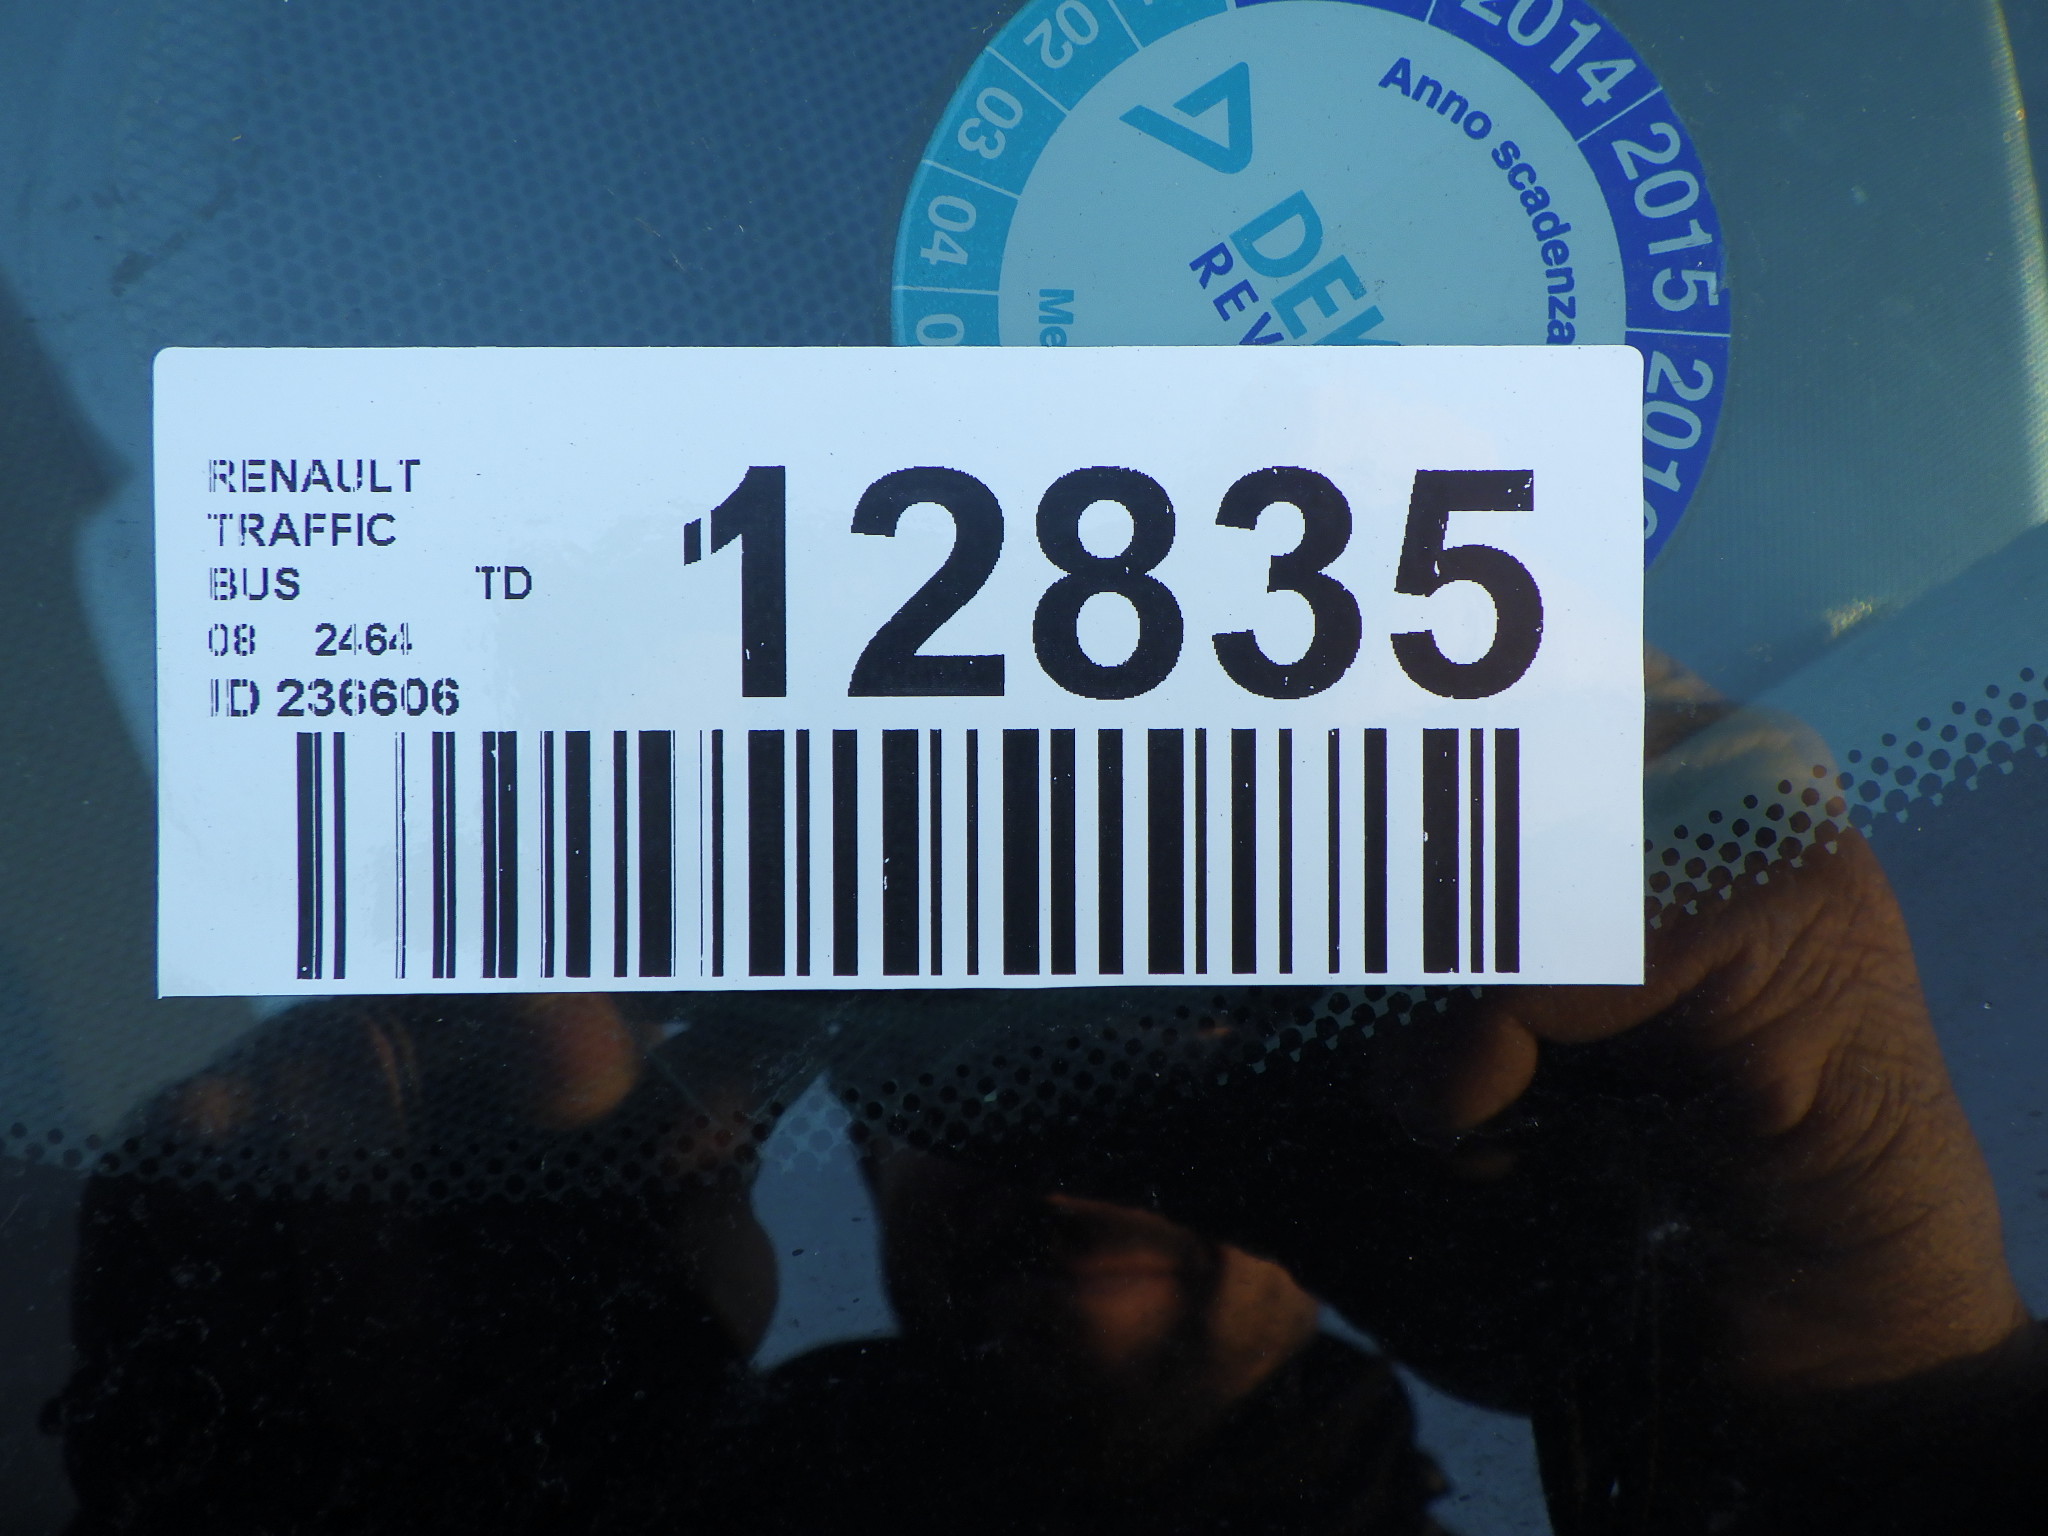 02
03
04
2014
2015
Anno scadenza
RENAULT
TRAFFIC
BUS TD
08 2464
ID 236606
12835